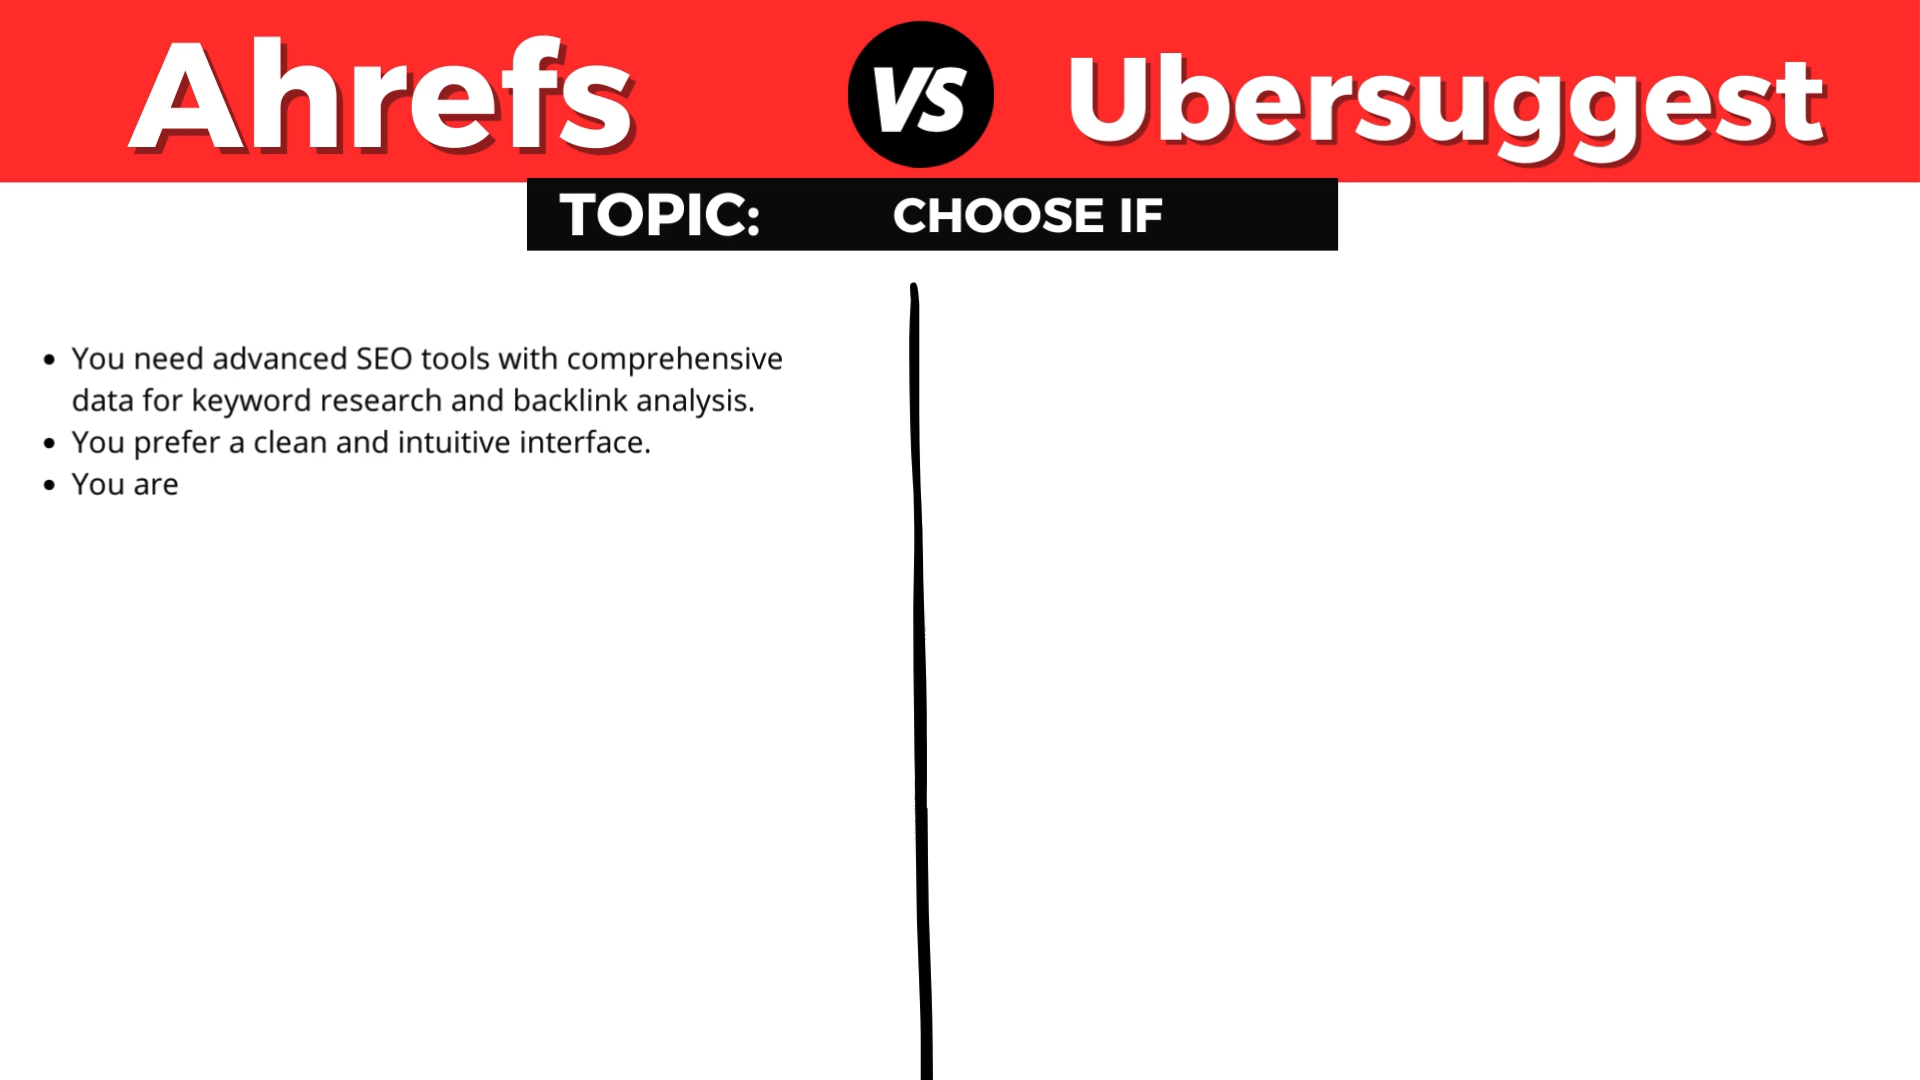 Ahrefs VS Ubersuggest
TOPIC: CHOOSE IF
• You need advanced SEO tools with comprehensive
data for keyword research and backlink analysis.
• You prefer a clean and intuitive interface.
• You are